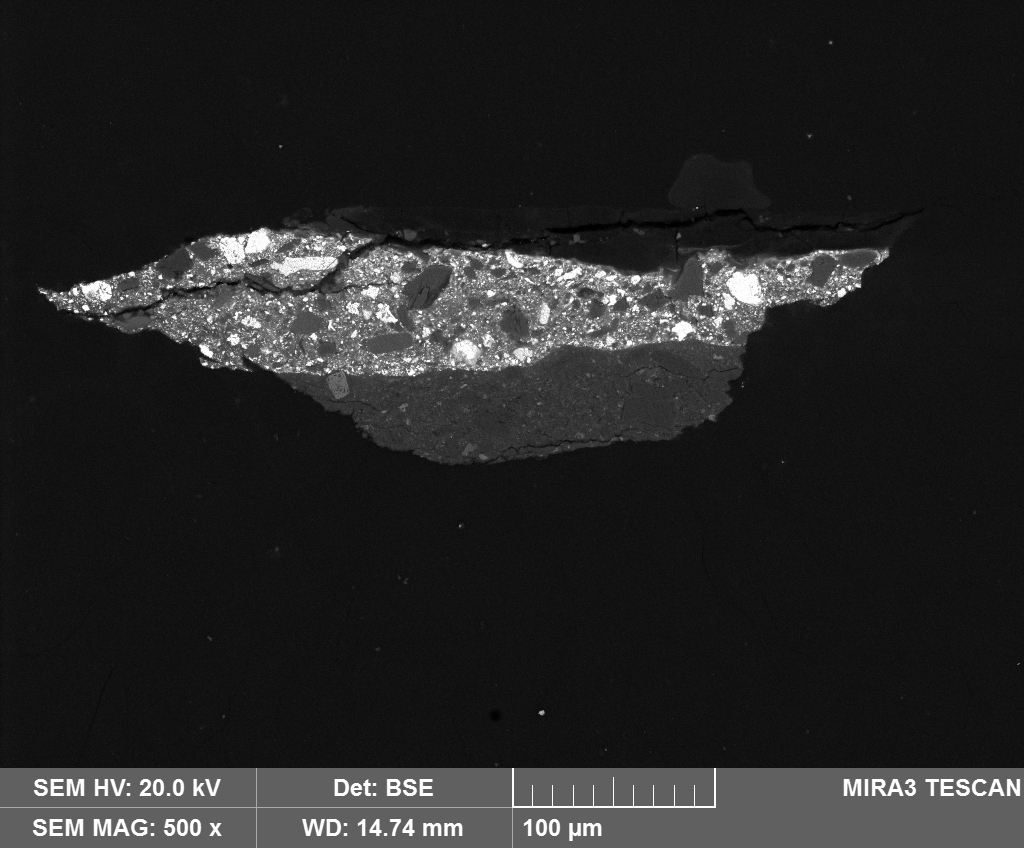 SEM HV: 20.0 kV Det: BSE MIRA3 TESCAN
SEM MAG: 500 x WD: 14.74 mm 100 µm